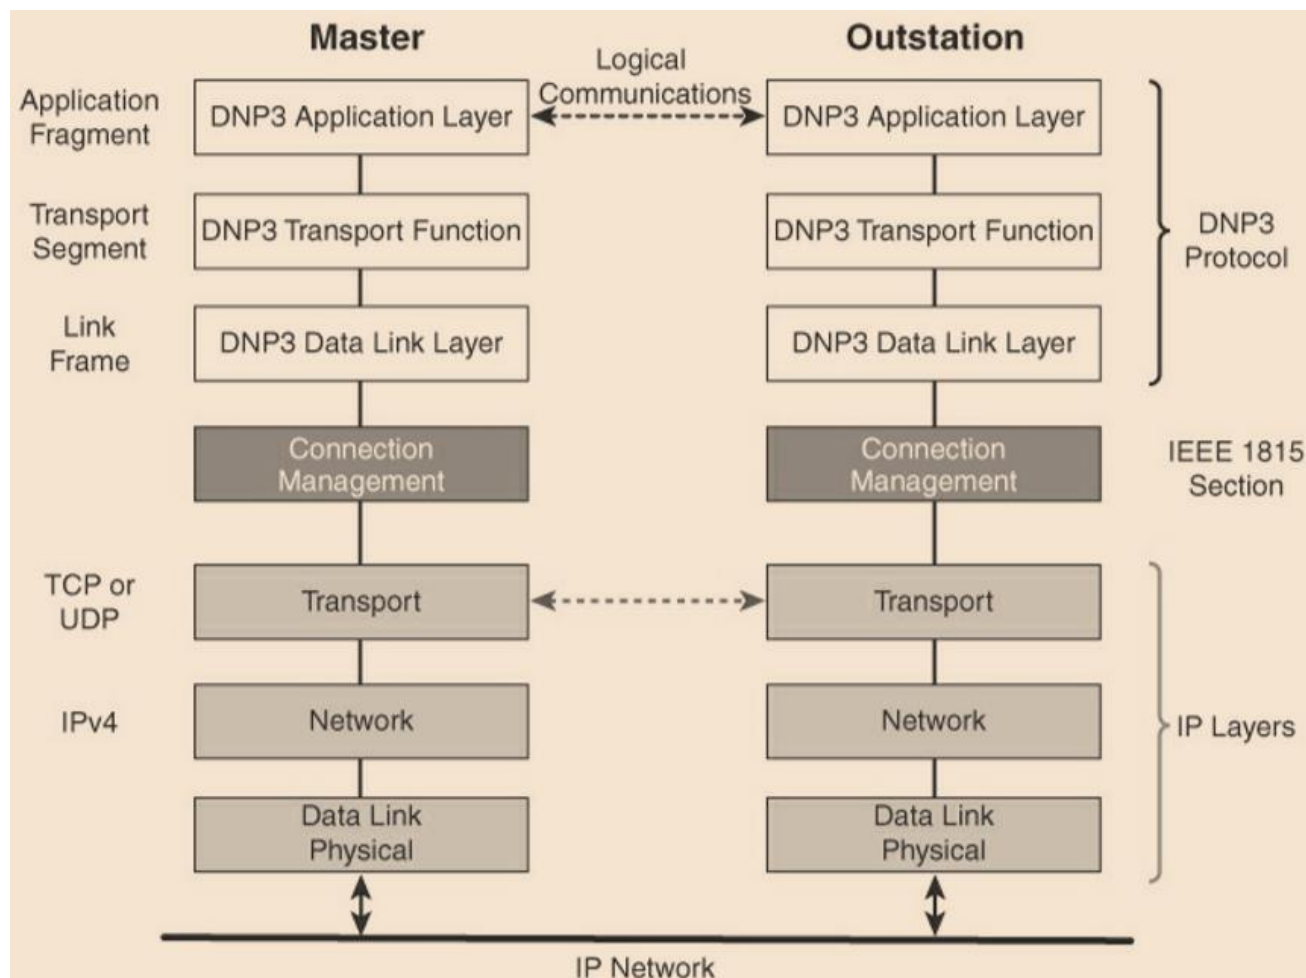 Master
Outstation
Logical
Communications
Application
Fragment
DNP3 Application Layer
DNP3 Application Layer
Transport
Segment
DNP3 Transport Function
DNP3 Transport Function
DNP3
Protocol
Link
Frame
DNP3 Data Link Layer
DNP3 Data Link Layer
Connection
Management
Connection
Management
IEEE 1815
Section
TCP or
UDP
Transport
Transport
IPv4
Network
Network
IP Layers
Data Link
Physical
Data Link
Physical
IP Network